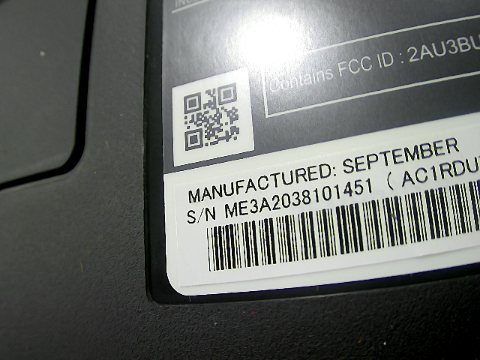 Contains FCC ID : 2AU3BU
MANUFACTURED: SEPTEMBER
S/N ME3A2038101451 ( AC1RDU